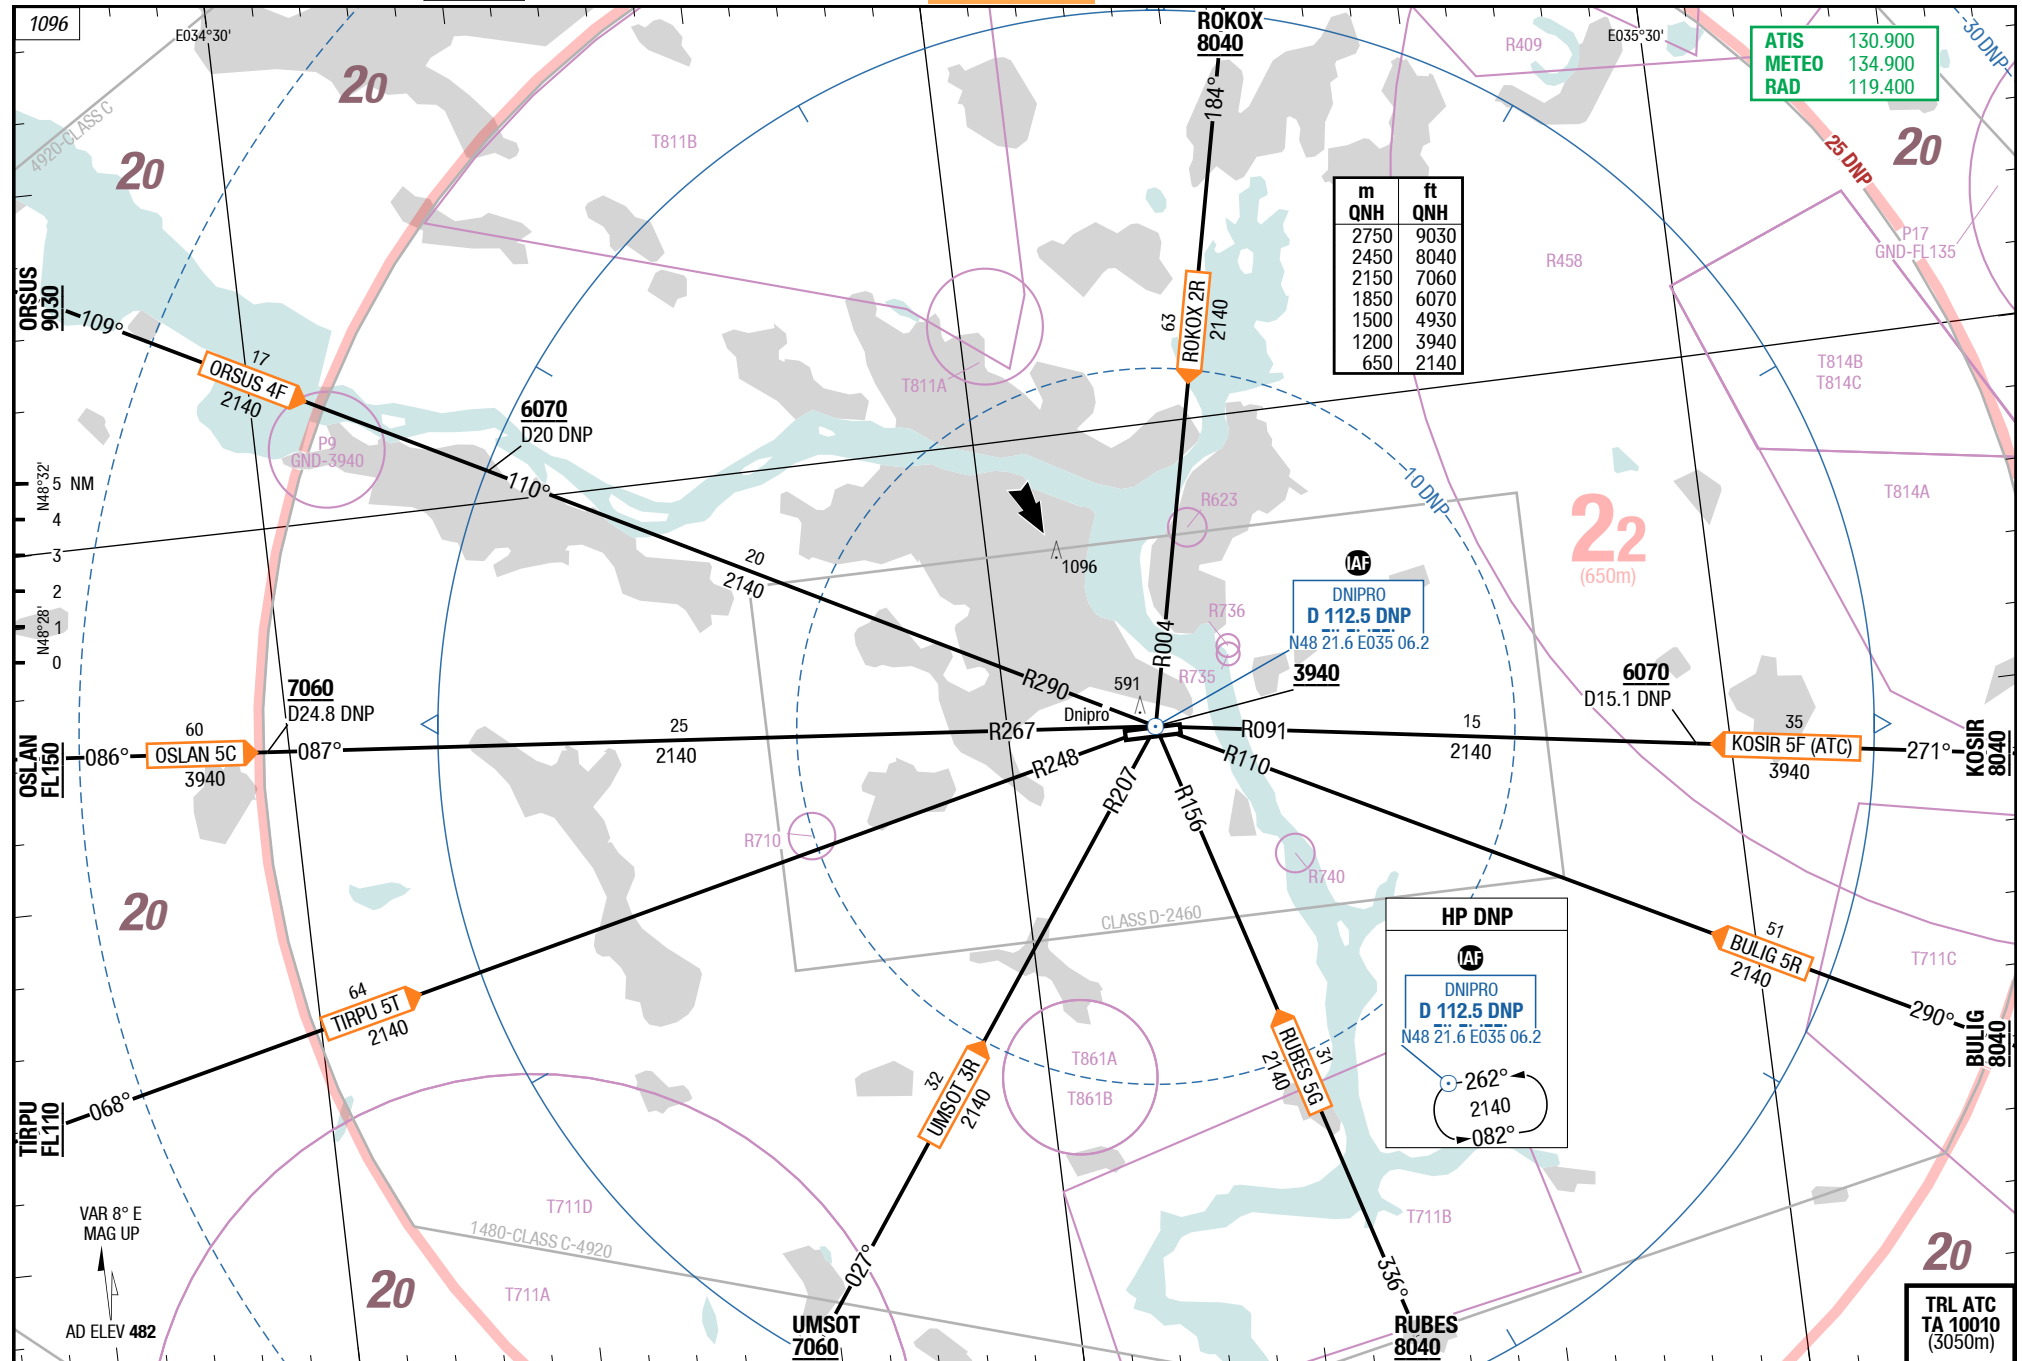 1096
E034°30'
ROKOX
8040
E035°30'
ATIS 130.900
METEO 134.900
RAD 119.400
30 DNP
R409
20
184°
4920-CLASS C
T811B
20
25 DNP
20
m ft
QNH QNH
2750 9030
2450 8040
2150 7060
1850 6070
1500 4930
1200 3940
650 2140
P17
GND-FL135
R458
ORSUS
9030
109°
63
ROKOX 2R
2140
17
ORSUS 4F
2140
T811A
T814B
T814C
6070
D20 DNP
P9
GND-3940
110°
10 DNP
N48°32'
5 NM
4
3
2
1
0
N48°28'
R623
T814A
22
(650m)
20
2140
1096
IAF
DNIPRO
D 112.5 DNP
N48 21.6 E035 06.2
3940
R736
R735
R004
R290
591
Dnipro
7060
D24.8 DNP
6070
D15.1 DNP
OSLAN
FL150
086°
60
OSLAN 5C
3940
087°
25
2140
R267
R091
15
2140
35
KOSIR 5F (ATC)
3940
271°
KOSIR
8040
R248
R110
R207
R156
R710
R740
CLASS D-2460
20
HP DNP
IAF
DNIPRO
D 112.5 DNP
N48 21.6 E035 06.2
262°
2140
082°
51
BULIG 5R
2140
T711C
290°
BULIG
8040
64
TIRPU 5T
2140
T861A
T861B
32
UMSOT 3R
2140
31
RUBES 5G
2140
TIRPU
FL110
068°
T711D
T711B
VAR 8° E
MAG UP
1480-CLASS C-4920
027°
336°
20
T711A
20
AD ELEV 482
UMSOT
7060
RUBES
8040
TRL ATC
TA 10010
(3050m)